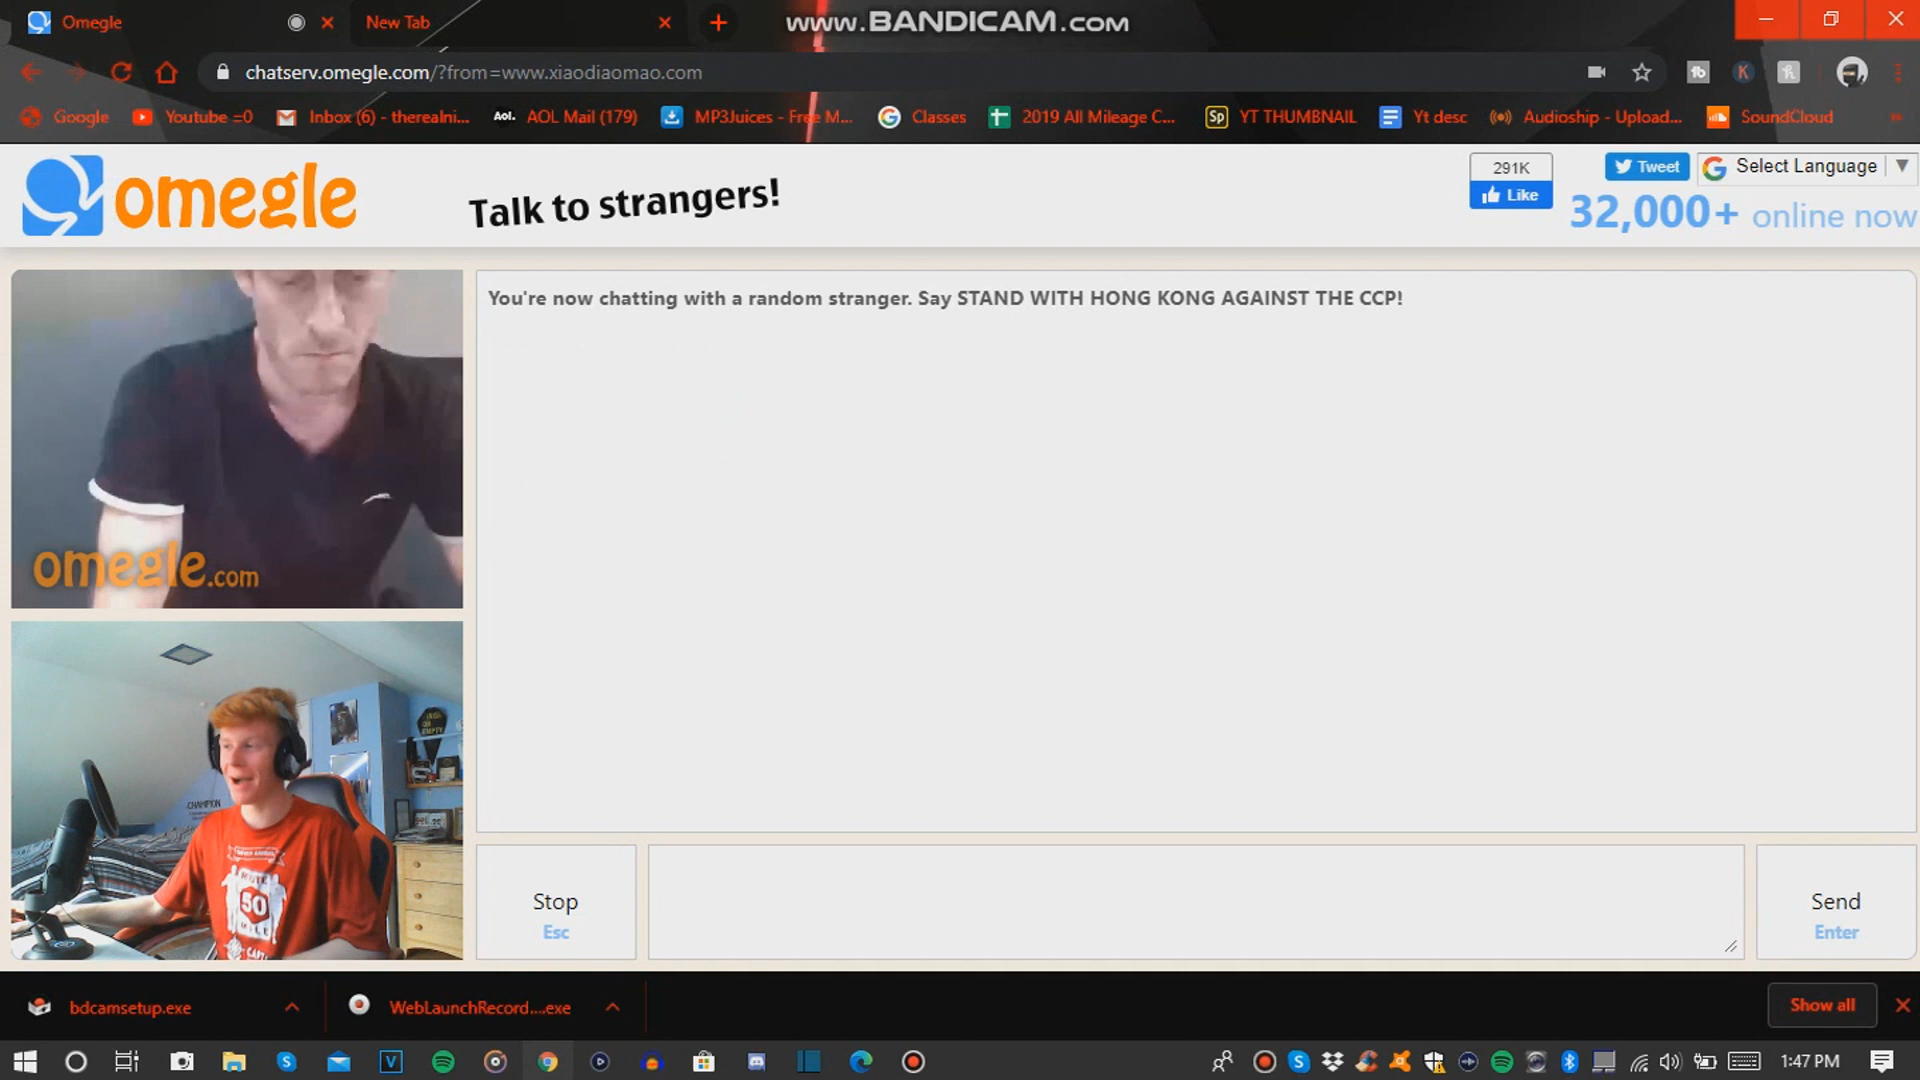 Omegle
New Tab
www.BANDICAM.com
chatserv.omegle.com/?from=www.xiaodiaomao.com
Google
Youtube =0
Inbox (6) - therealni...
Aol.
AOL Mail (179)
MP3Juices - Free M...
Classes
2019 All Mileage C...
Sp
YT THUMBNAIL
Yt desc
Audioship - Upload...
SoundCloud
omegle
Talk to strangers!
291K
Like
Tweet
Select Language
32,000+ online now
You're now chatting with a random stranger. Say STAND WITH HONG KONG AGAINST THE CCP!
omegle.com
CHAMPION
50
Stop
Esc
Send
Enter
bdcamsetup.exe
WebLaunchRecord....exe
Show all
1:47 PM